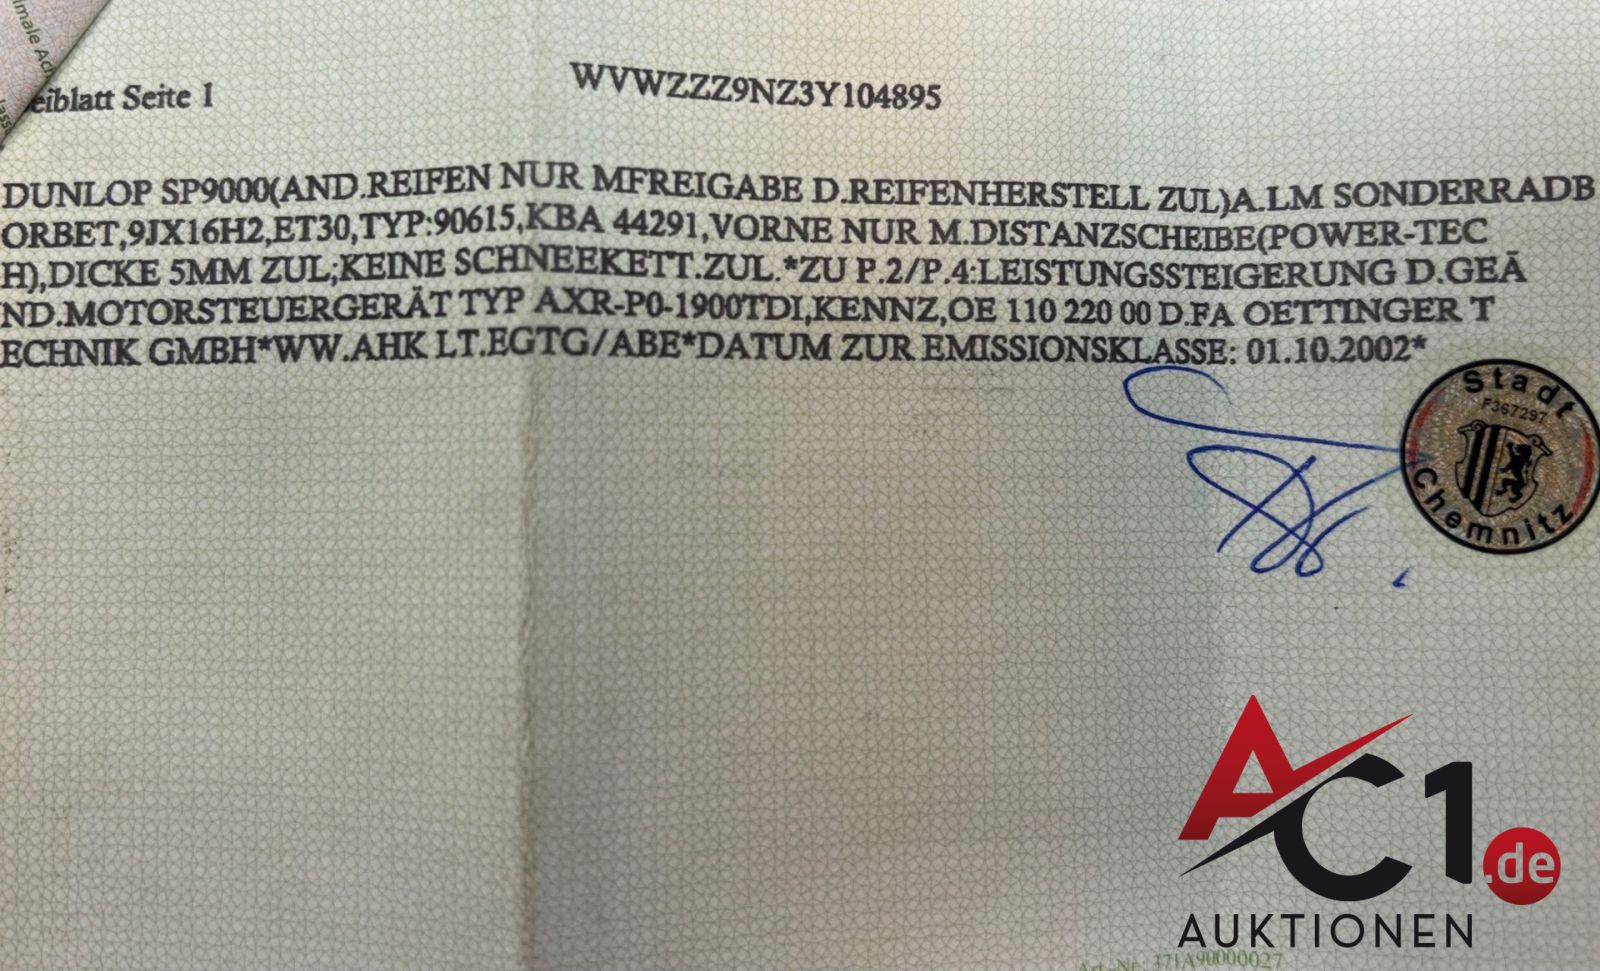 eiblatt Seite 1
WVWZZZ9NZ3Y104895
DUNLOP SP9000(AND.REIFEN NUR MFREIGABE D.REIFENHERSTELL ZUL)A.LM SONDERRADB
ORBET,9JX16H2,ET30,TYP:90615,KBA 44291,VORNE NUR M.DISTANZSCHEIBE(POWER-TEC
H),DICKE 5MM ZUL;KEINE SCHNEEKETT.ZUL.*ZU P.2/P.4:LEISTUNGSSTEIGERUNG D.GEÄ
ND.MOTORSTEUERGERÄT TYP AXR-P0-1900TDI,KENNZ,OE 110 220 00 D.FA OETTINGER T
ECHNIK GMBH*WW.AHK LT.EGTG/ABE*DATUM ZUR EMISSIONSKLASSE: 01.10.2002*
Stadt
F367297
Chemnitz
AC1.de
AUKTIONEN
Art.-Nr.: 371A90000027